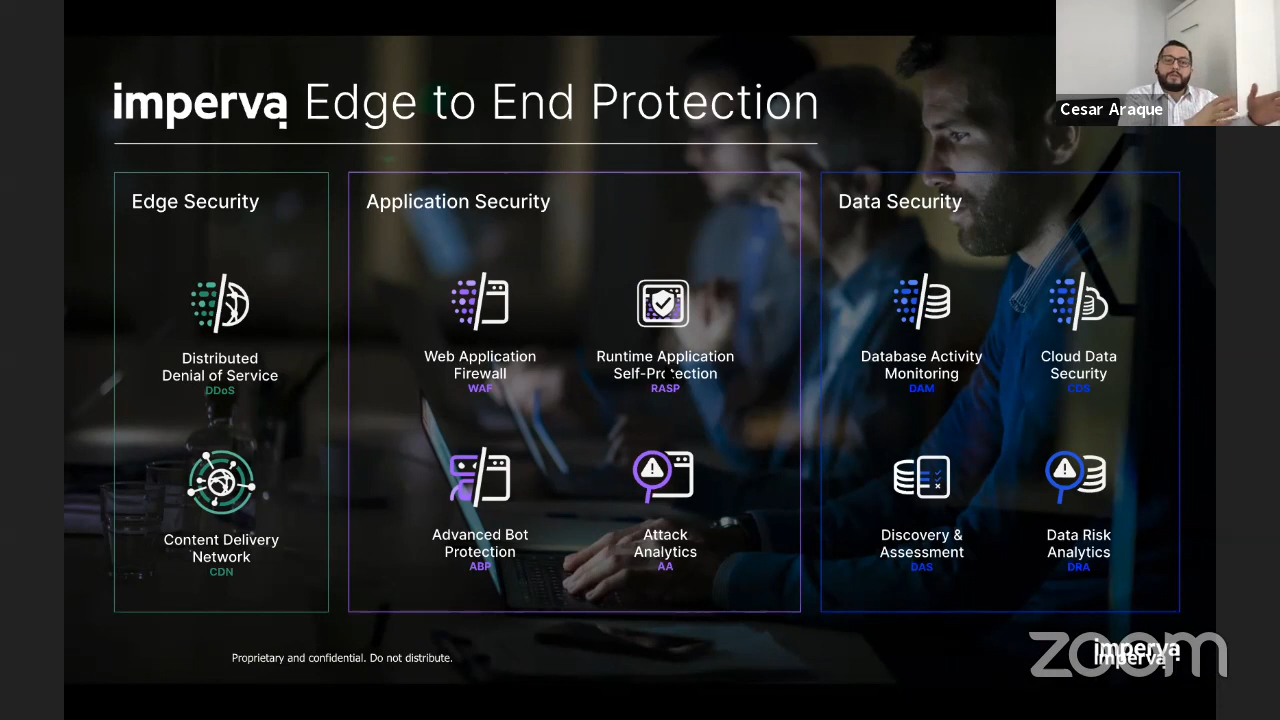 imperva Edge to End Protection
Cesar Araque
Edge Security
Distributed
Denial of Service
DDoS
Content Delivery
Network
CDN
Application Security
Web Application
Firewall
WAF
Runtime Application
Self-Protection
RASP
Advanced Bot
Protection
ABP
Attack
Analytics
AA
Data Security
Database Activity
Monitoring
DAM
Cloud Data
Security
CDS
Discovery &
Assessment
DAS
Data Risk
Analytics
DRA
Proprietary and confidential. Do not distribute.
imperva
imperva
zoom